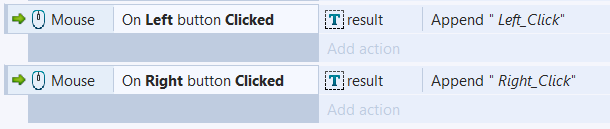 Mouse On Left button Clicked T result Append " Left_Click"
Add action
Mouse On Right button Clicked T result Append " Right_Click"
Add action